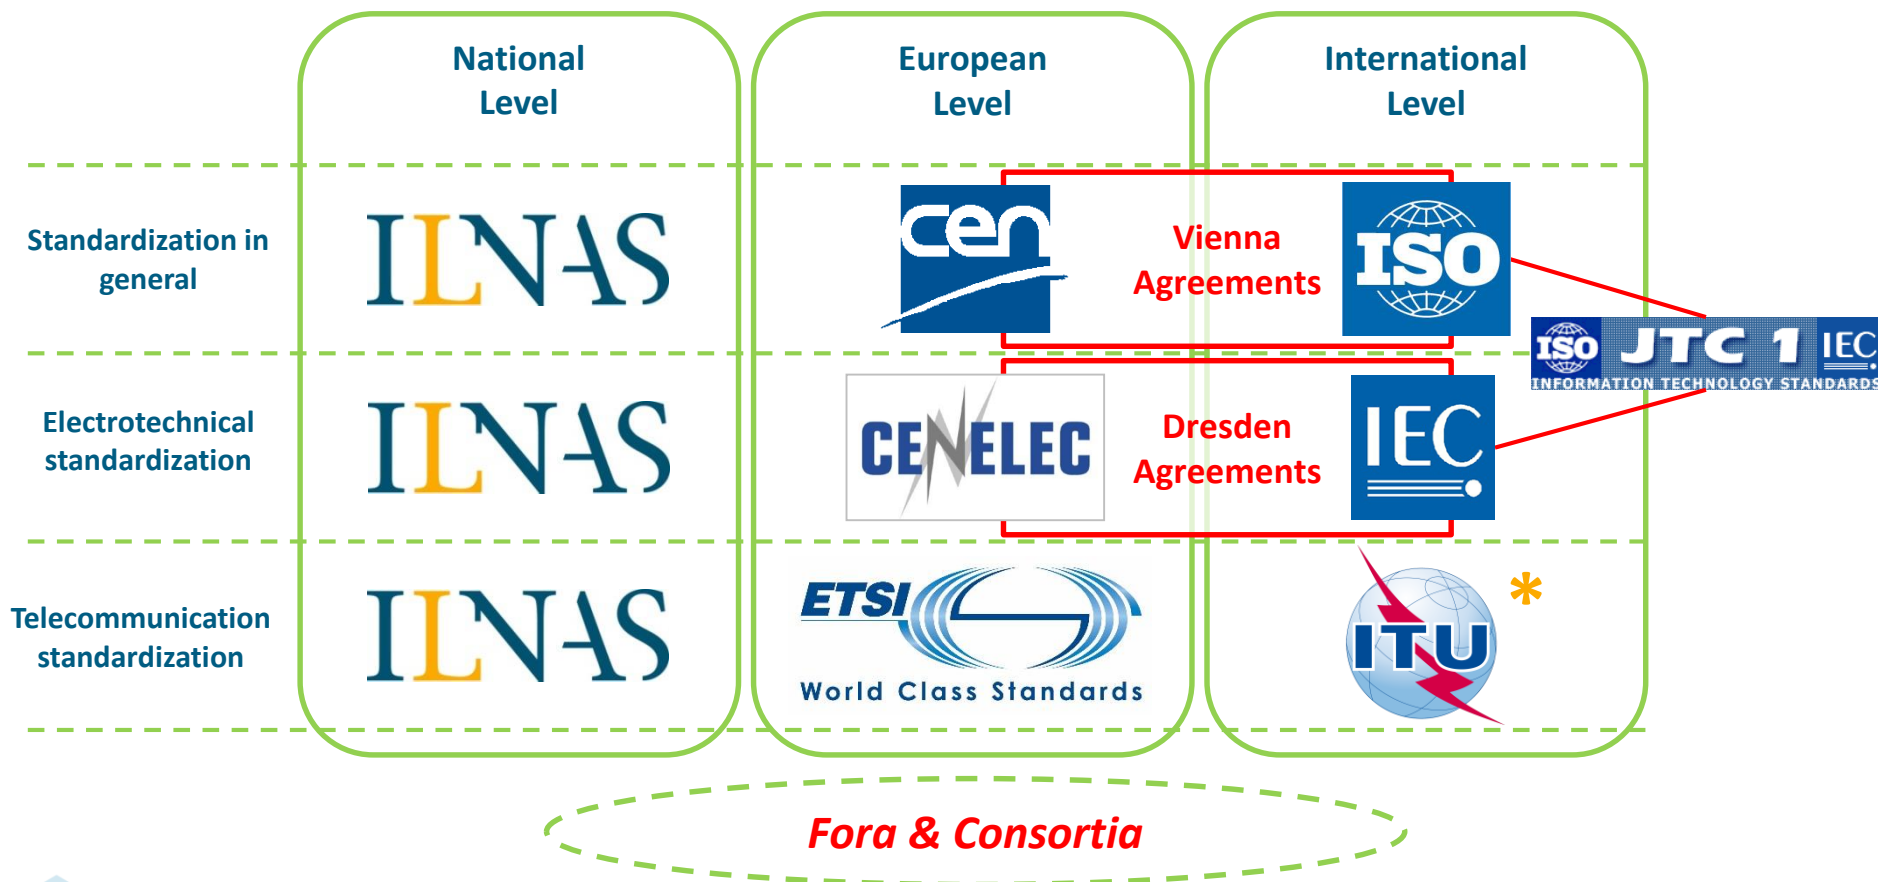 National
Level
European
Level
International
Level
Standardization in
general
ILNAS
cen
Vienna
Agreements
ISO
ISO JTC 1 IEC
INFORMATION TECHNOLOGY STANDARDS
Electrotechnical
standardization
ILNAS
CENELEC
Dresden
Agreements
IEC
Telecommunication
standardization
ILNAS
ETSI
World Class Standards
ITU
*
Fora & Consortia